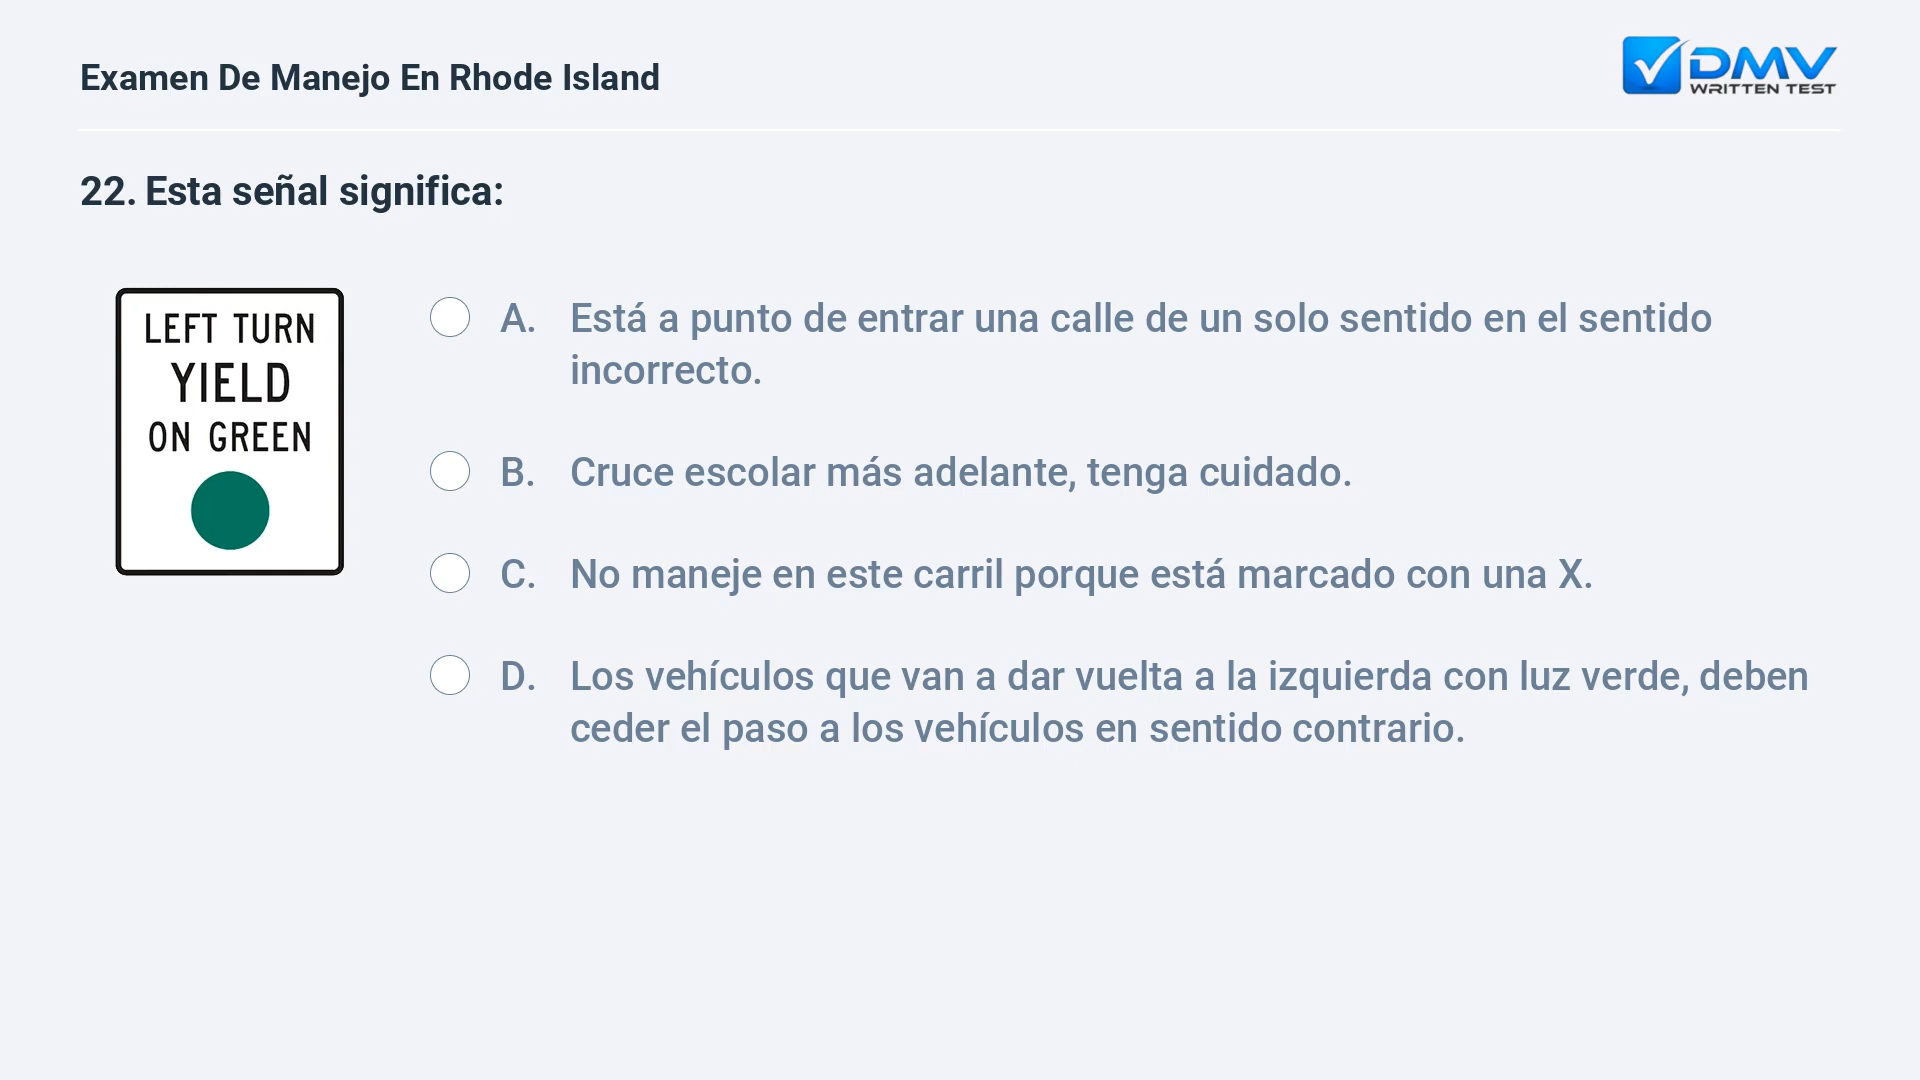 Examen De Manejo En Rhode Island
DMV
WRITTEN TEST
22. Esta señal significa:
LEFT TURN
YIELD
ON GREEN
A. Está a punto de entrar una calle de un solo sentido en el sentido
incorrecto.
B. Cruce escolar más adelante, tenga cuidado.
C. No maneje en este carril porque está marcado con una X.
D. Los vehículos que van a dar vuelta a la izquierda con luz verde, deben
ceder el paso a los vehículos en sentido contrario.